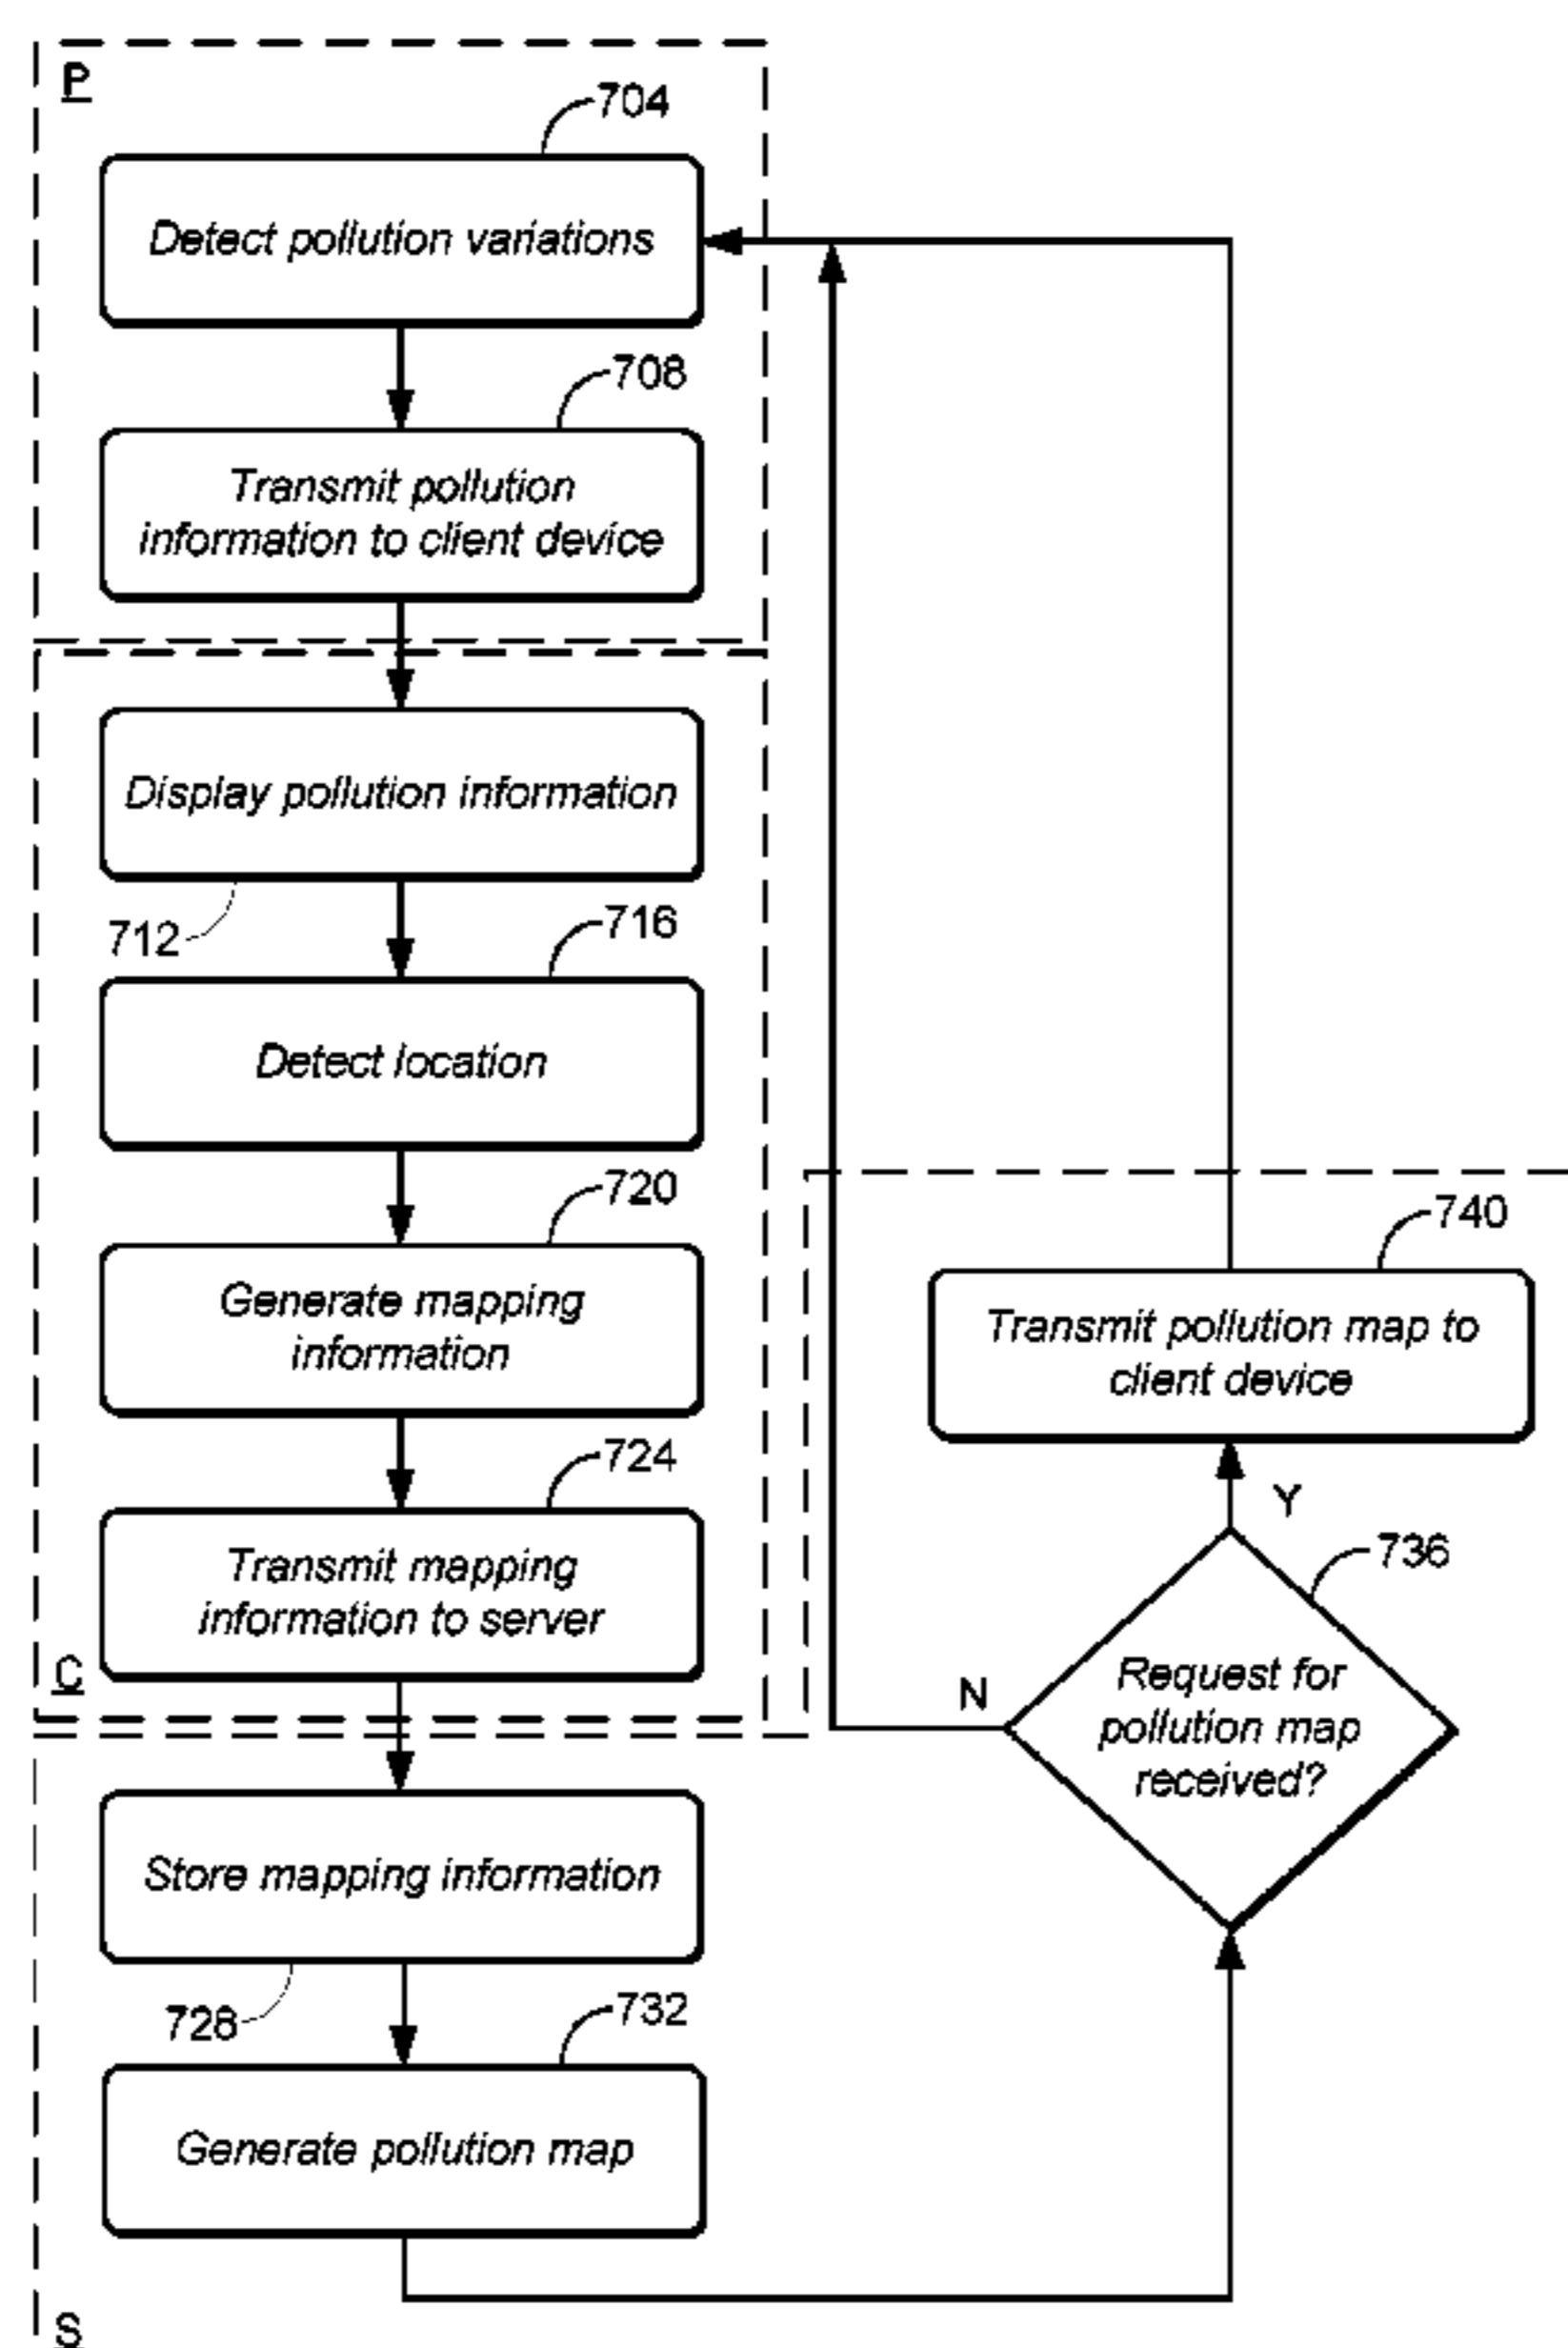 P
704
Detect pollution variations
708
Transmit pollution
information to client device
Display pollution information
712
716
Detect location
720
Generate mapping
information
724
Transmit mapping
information to server
C
Store mapping information
728
732
Generate pollution map
S
740
Transmit pollution map to
client device
Y
736
Request for
pollution map
received?
N